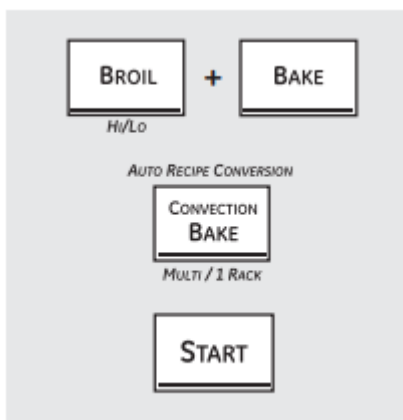 BROIL + BAKE
HI/LO
AUTO RECIPE CONVERSION
CONVECTION
BAKE
MULTI / 1 RACK
START